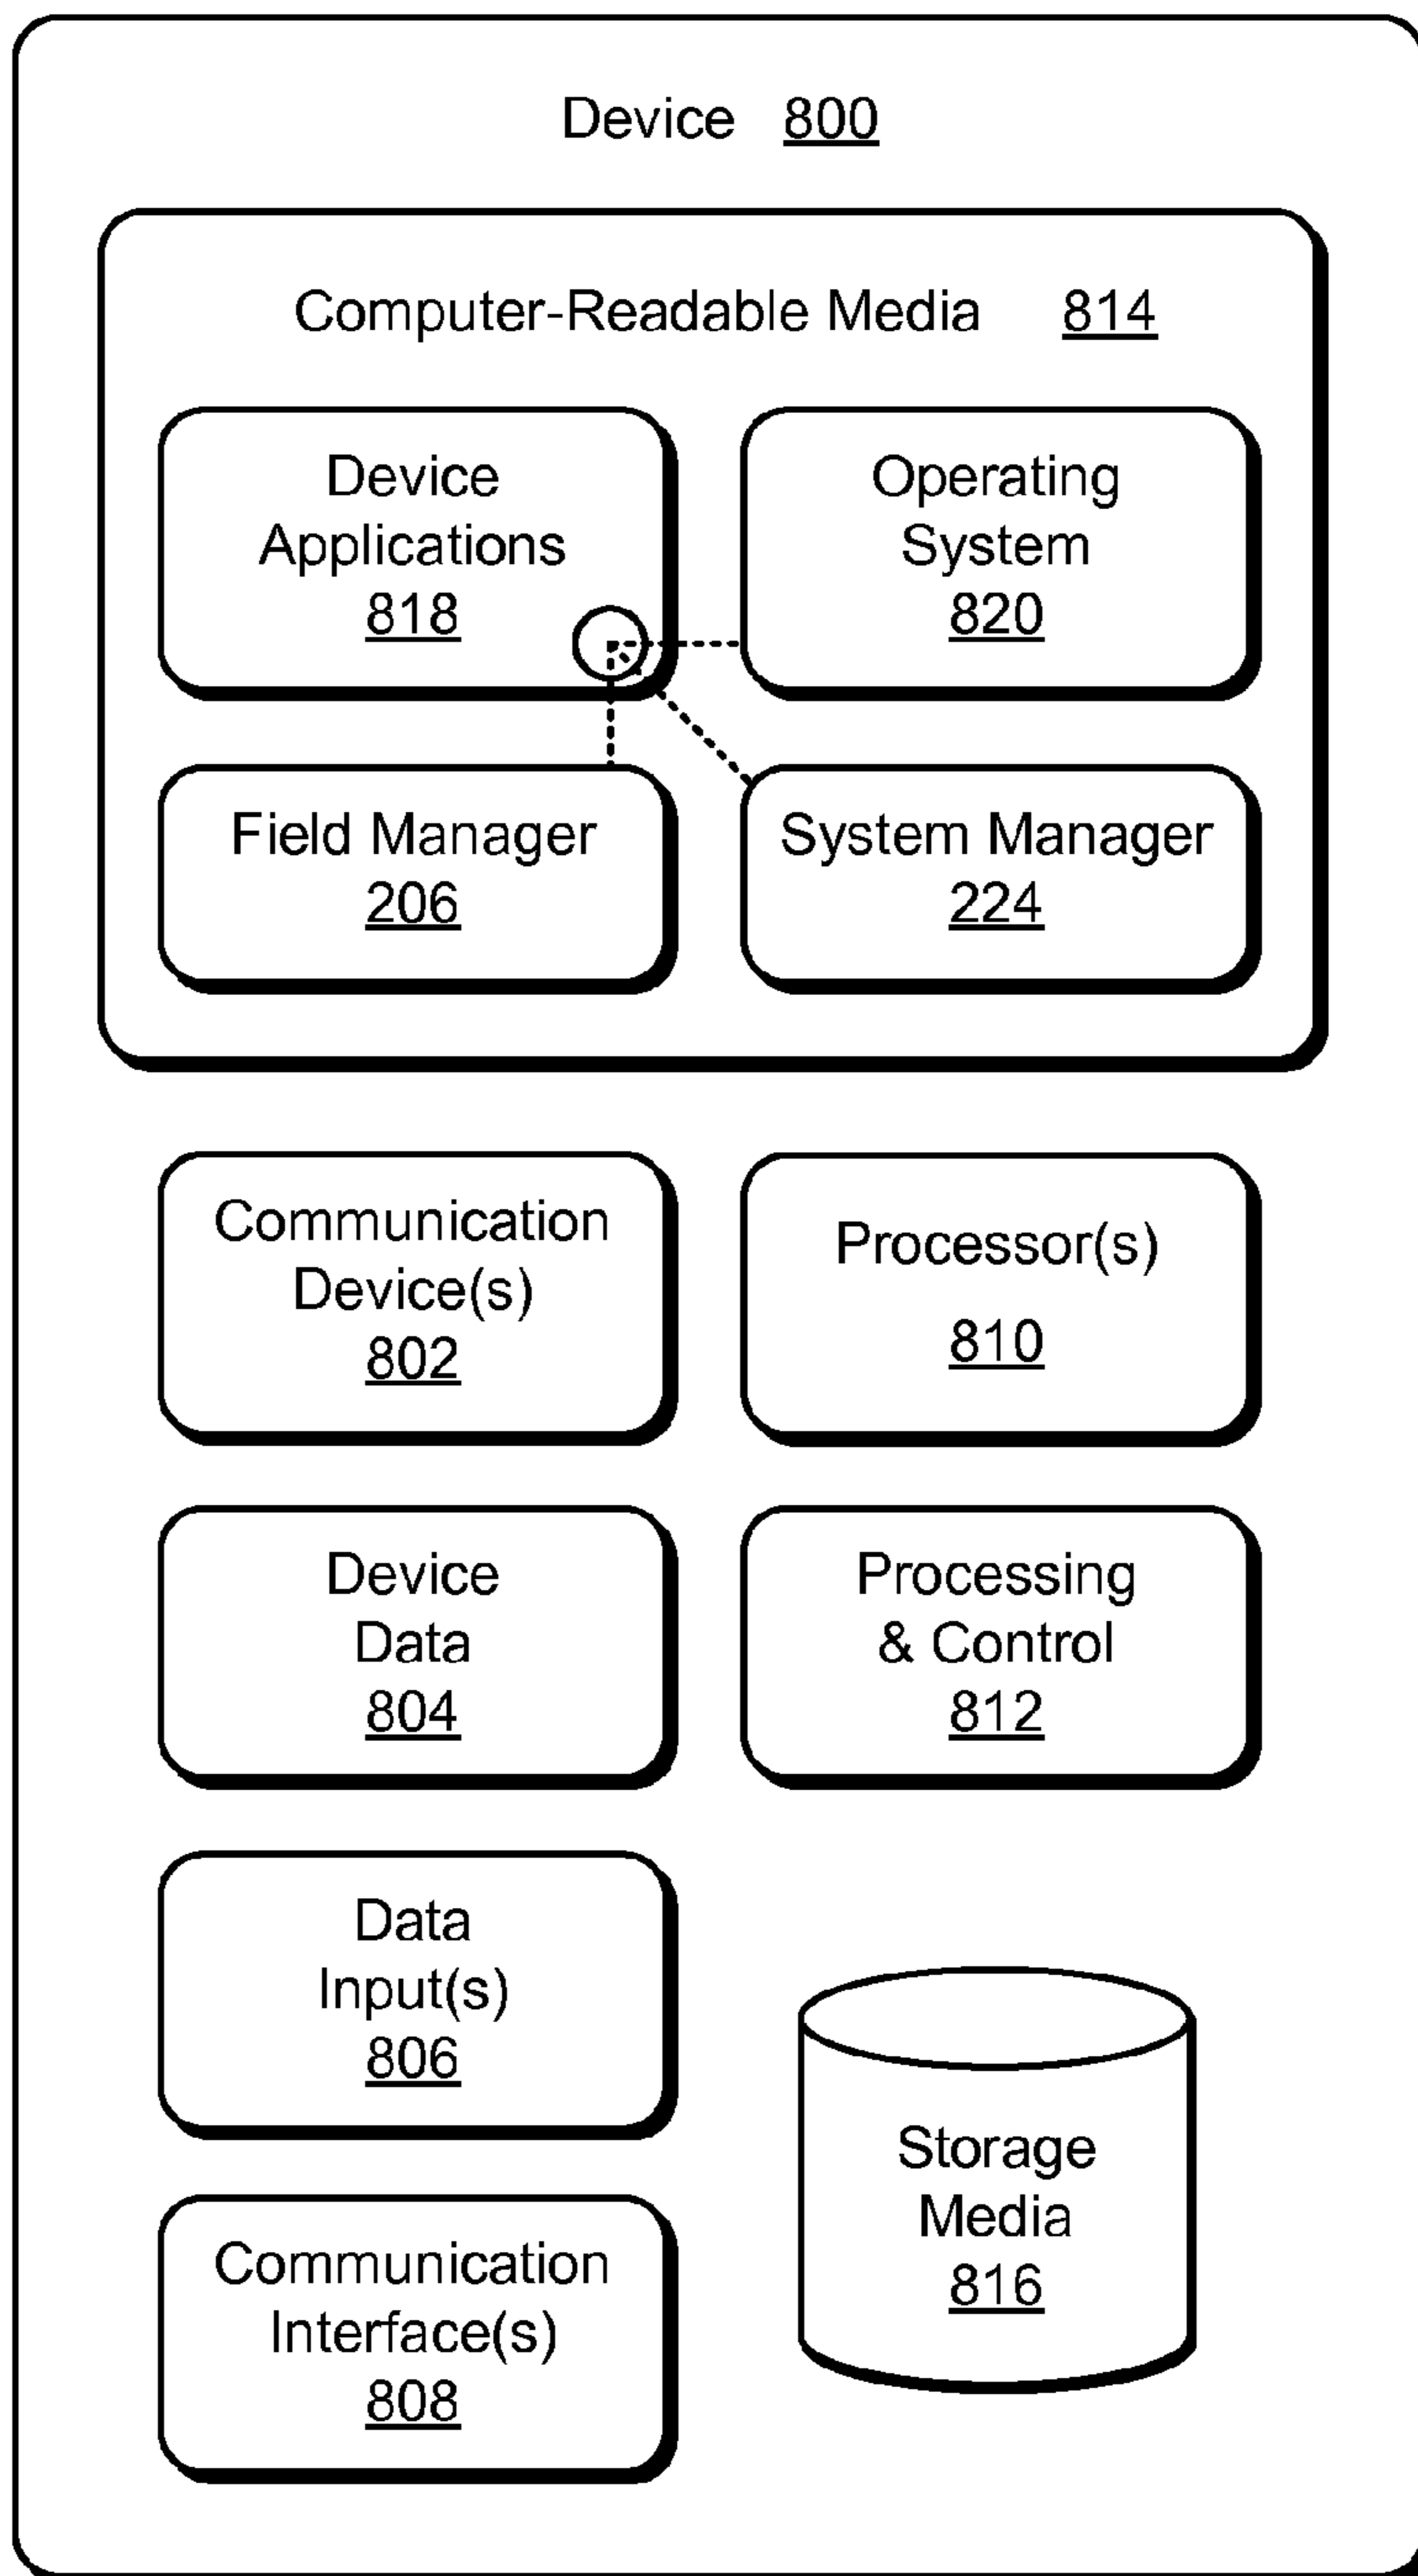 Device 800
Computer-Readable Media 814
Device
Applications
818
Operating
System
820
Field Manager
206
System Manager
224
Communication
Device(s)
802
Processor(s)
810
Device
Data
804
Processing
& Control
812
Data
Input(s)
806
Storage
Media
816
Communication
Interface(s)
808